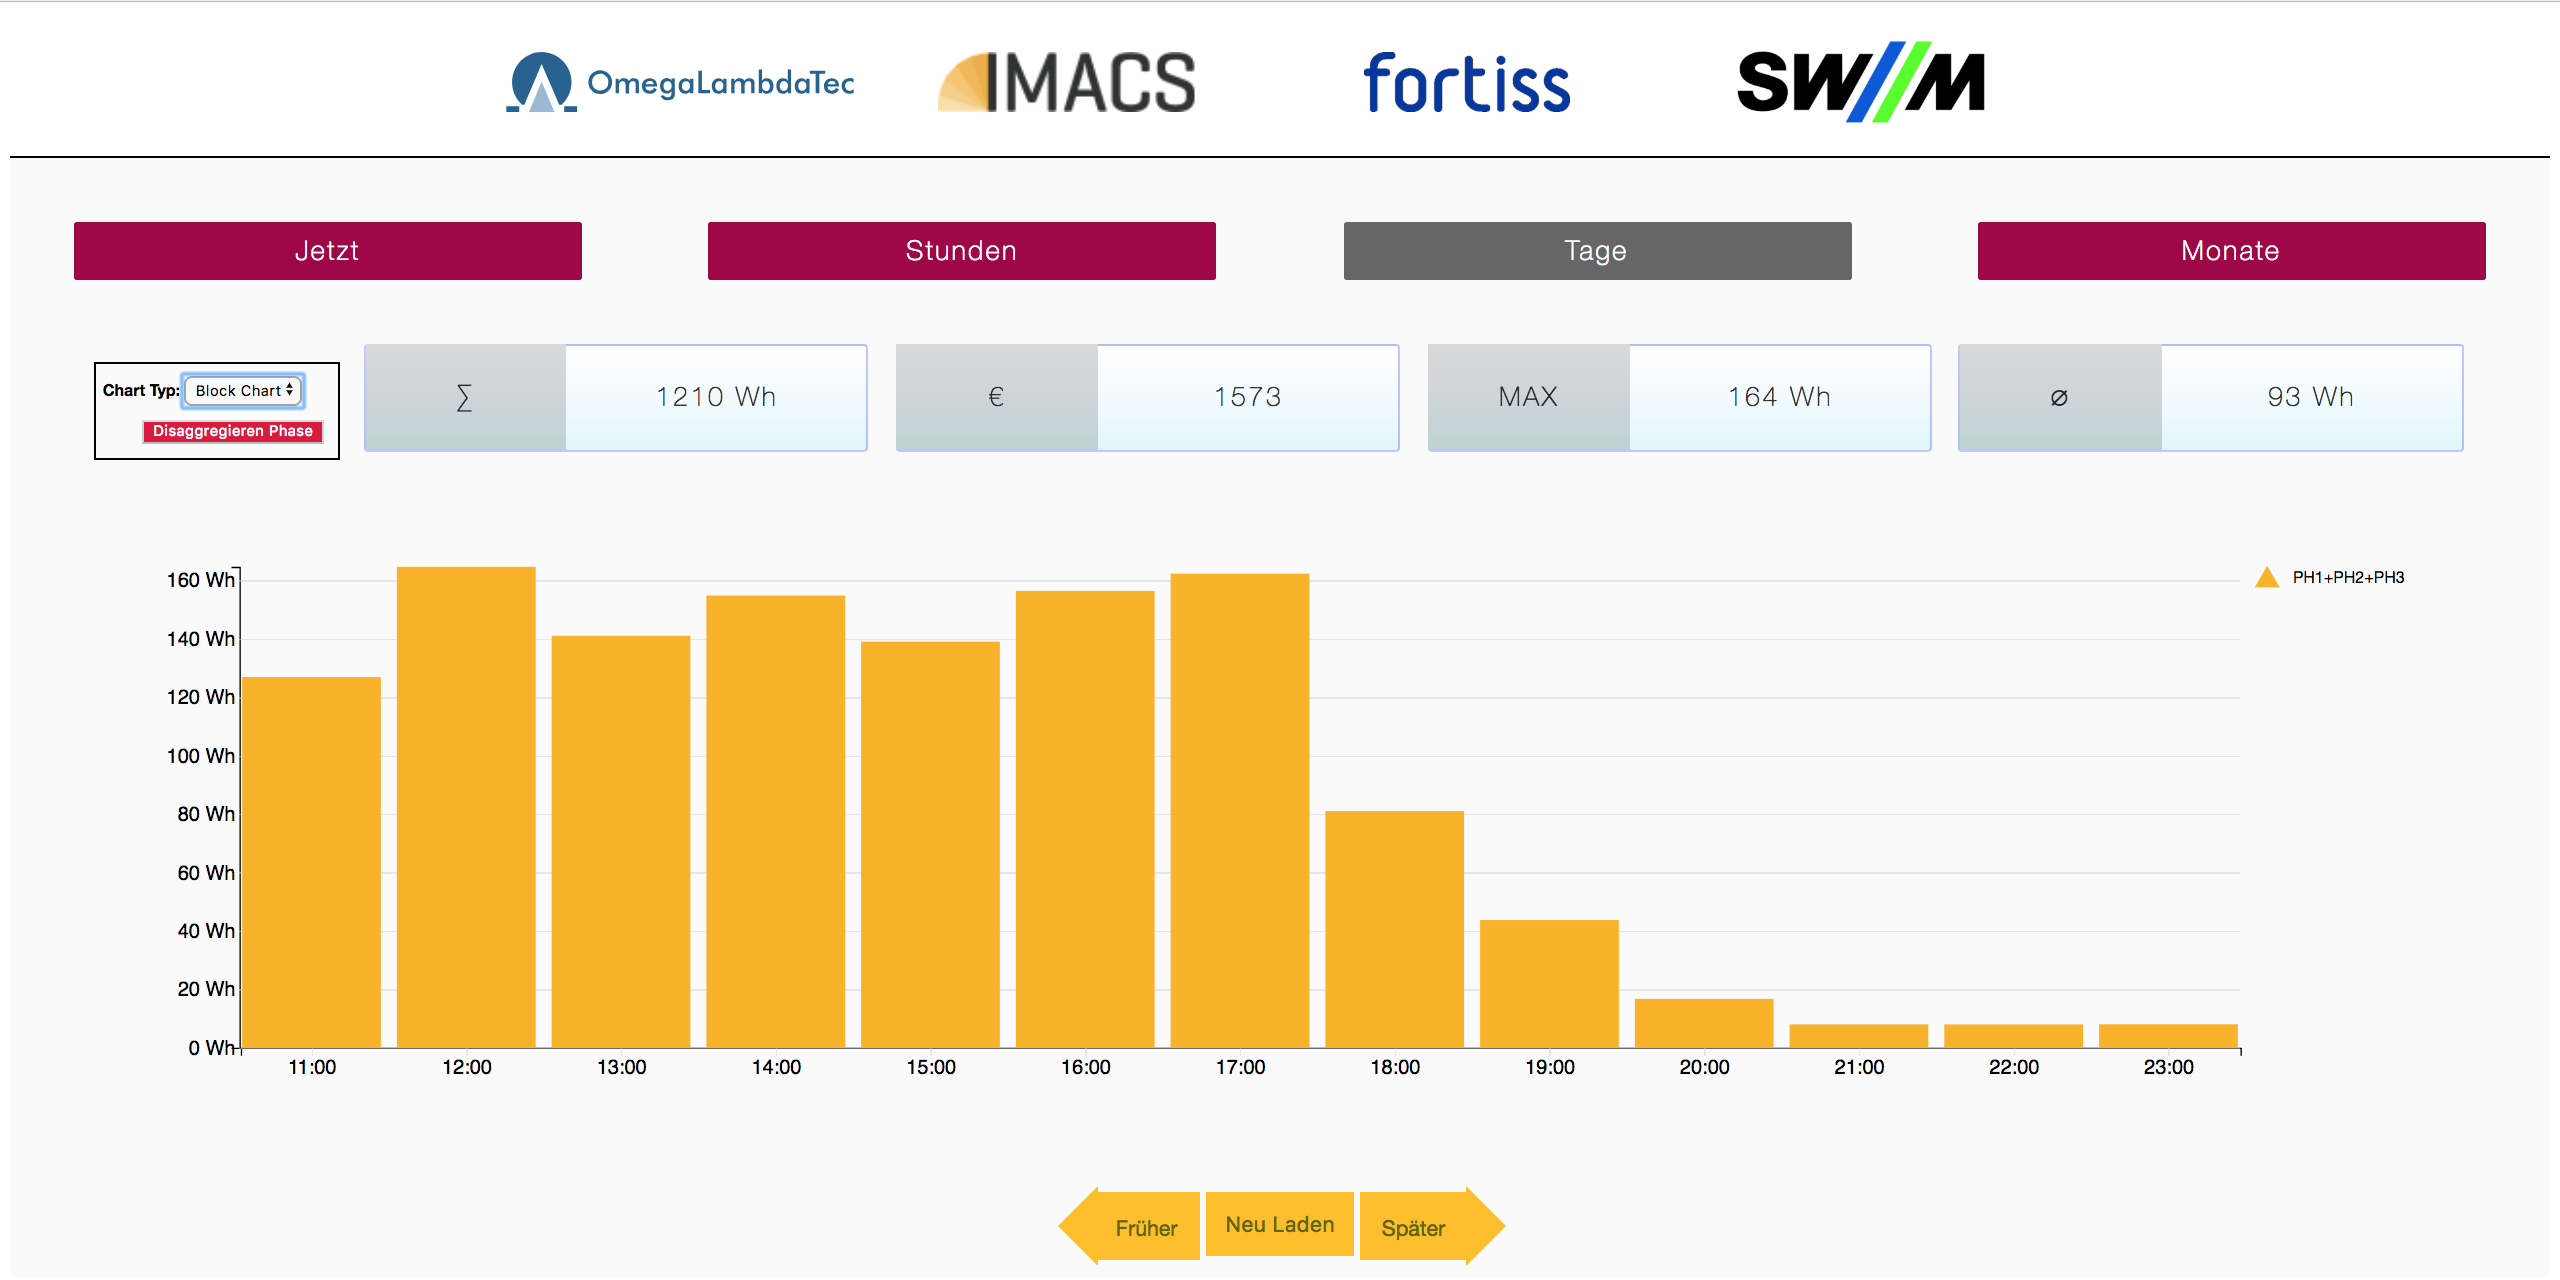 OmegaLambdaTec IMACS fortiss SW//M
Jetzt Stunden Tage Monate
Chart Typ: Block Chart
Disaggregieren Phase
∑ 1210 Wh € 1573 MAX 164 Wh ⌀ 93 Wh
160 Wh
140 Wh
120 Wh
100 Wh
80 Wh
60 Wh
40 Wh
20 Wh
0 Wh
11:00 12:00 13:00 14:00 15:00 16:00 17:00 18:00 19:00 20:00 21:00 22:00 23:00
PH1+PH2+PH3
Früher Neu Laden Später